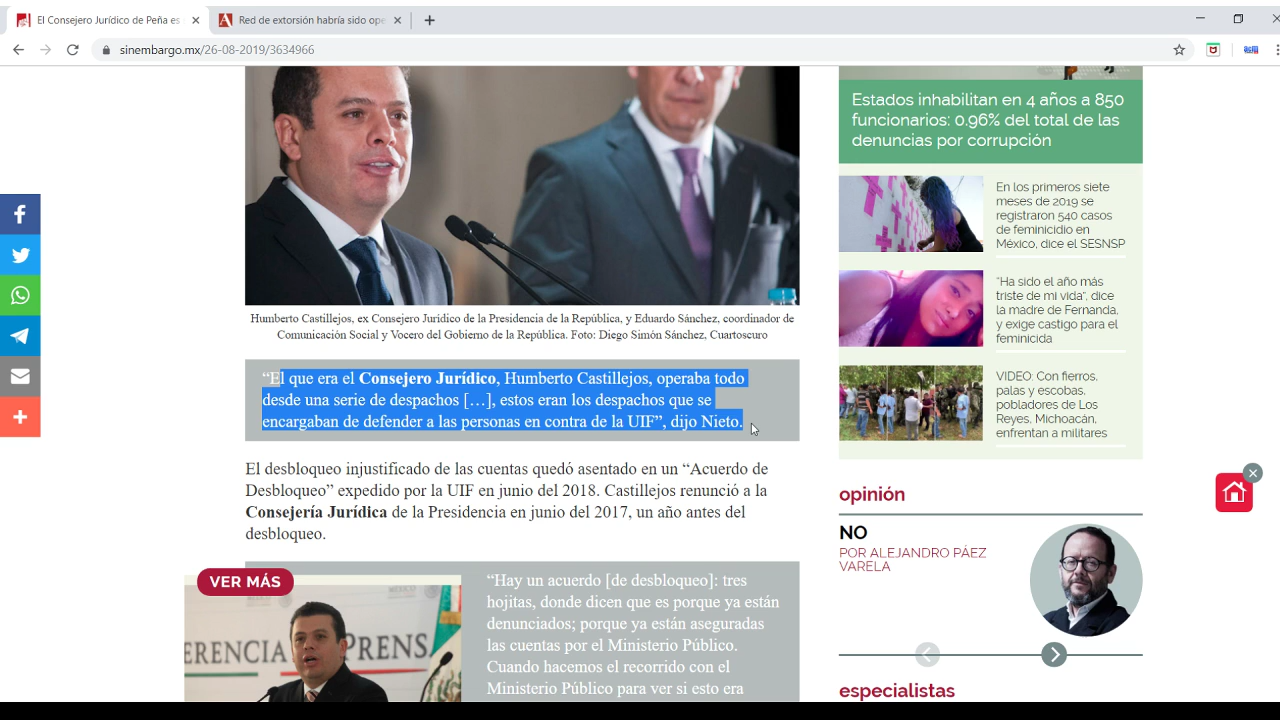 El Consejero Jurídico de Peña es
Red de extorsión habría sido ope
sinembargo.mx/26-08-2019/3634966
Humberto Castillejos, ex Consejero Jurídico de la Presidencia de la República, y Eduardo Sánchez, coordinador de
Comunicación Social y Vocero del Gobierno de la República. Foto: Diego Simón Sánchez, Cuartoscuro
“El que era el Consejero Jurídico, Humberto Castillejos, operaba todo
desde una serie de despachos […], estos eran los despachos que se
encargaban de defender a las personas en contra de la UIF”, dijo Nieto.
El desbloqueo injustificado de las cuentas quedó asentado en un “Acuerdo de
Desbloqueo” expedido por la UIF en junio del 2018. Castillejos renunció a la
Consejería Jurídica de la Presidencia en junio del 2017, un año antes del
desbloqueo.
VER MÁS
ERENCIA
PRENS
“Hay un acuerdo [de desbloqueo]: tres
hojitas, donde dicen que es porque ya están
denunciados; porque ya están aseguradas
las cuentas por el Ministerio Público.
Cuando hacemos el recorrido con el
Ministerio Público para ver si esto era
Estados inhabilitan en 4 años a 850
funcionarios: 0.96% del total de las
denuncias por corrupción
En los primeros siete
meses de 2019 se
registraron 540 casos
de feminicidio en
México, dice el SESNSP
“Ha sido el año más
triste de mi vida”, dice
la madre de Fernanda,
y exige castigo para el
feminicida
VIDEO: Con fierros,
palas y escobas,
pobladores de Los
Reyes, Michoacán,
enfrentan a militares
opinión
NO
POR ALEJANDRO PÁEZ
VARELA
especialistas